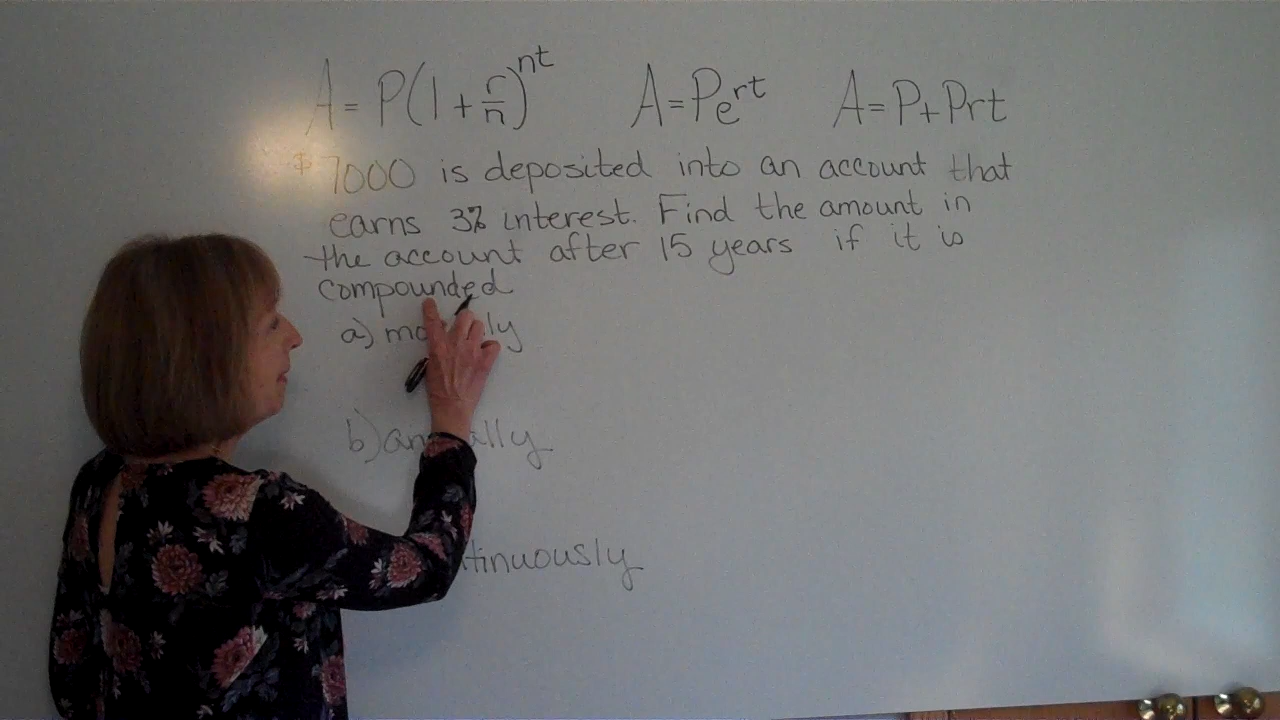 A = P(1 + r/n)^nt A = Pe^rt A = P + Prt
$7000 is deposited into an account that
earns 3% interest. Find the amount in
the account after 15 years if it is
compounded
a)
b)